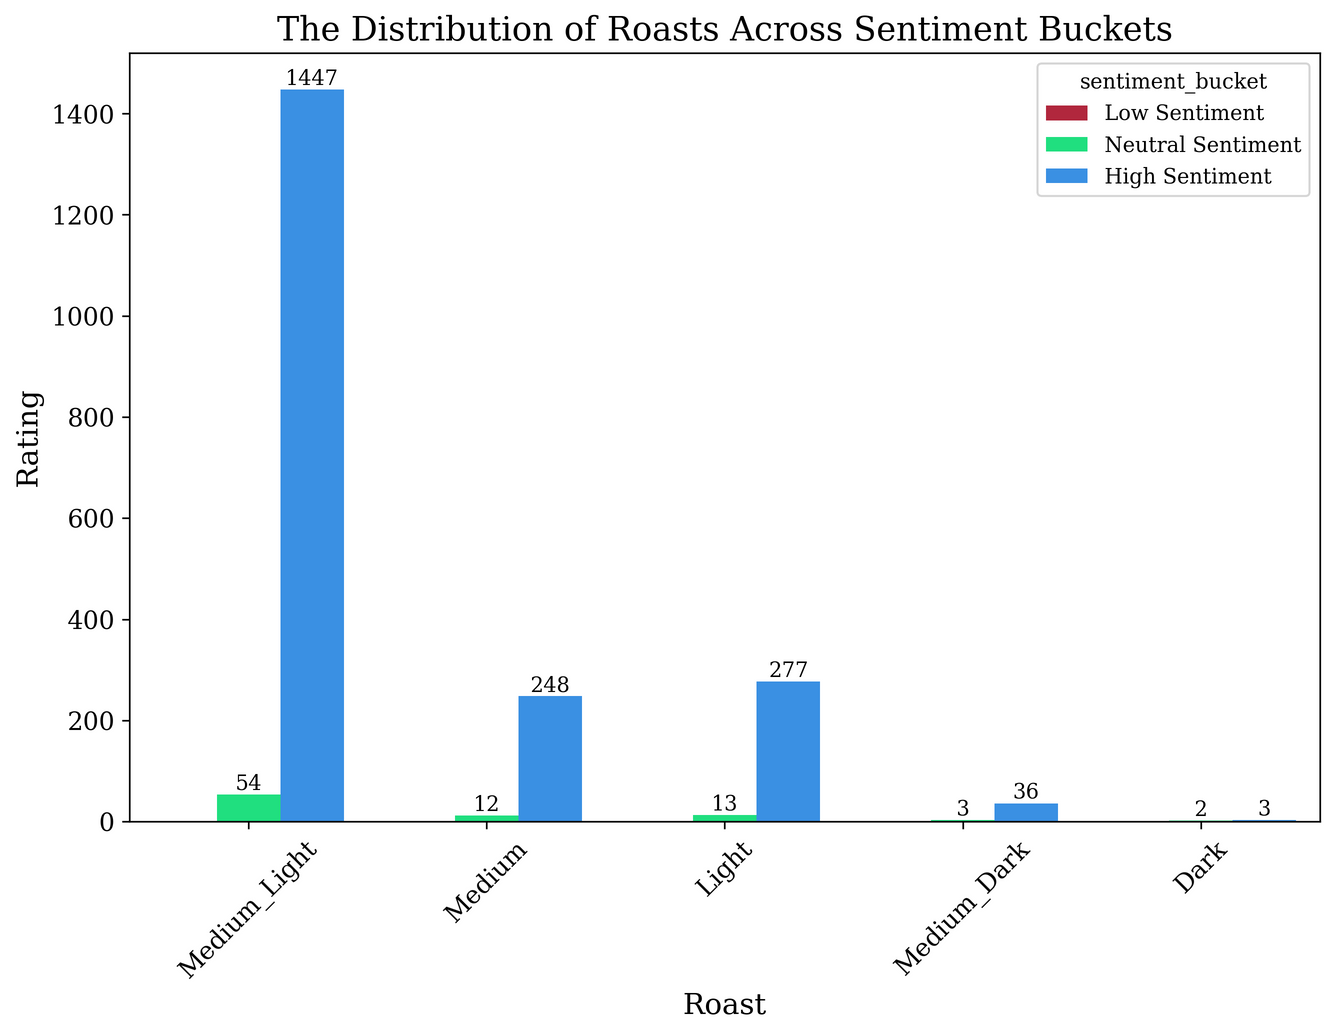 The Distribution of Roasts Across Sentiment Buckets
sentiment_bucket
Low Sentiment
Neutral Sentiment
High Sentiment
Rating
1400
1200
1000
800
600
400
200
0
54
1447
12
248
13
277
3
36
2
3
Medium_Light
Medium
Light
Medium_Dark
Dark
Roast